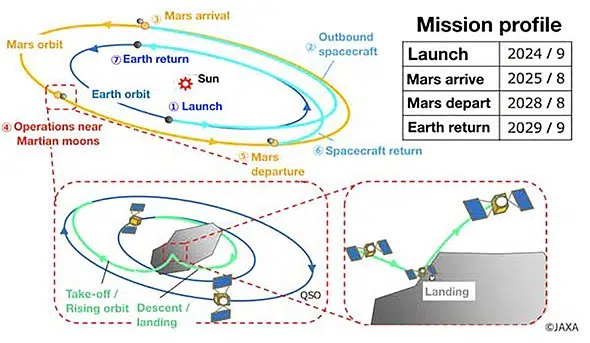 ③ Mars arrival
Mars orbit
② Outbound
spacecraft
⑦ Earth return
Sun
Earth orbit
① Launch
④ Operations near
Martian moons
⑤ Mars
departure
⑥ Spacecraft return
Mission profile
Launch 2024 / 9
Mars arrive 2025 / 8
Mars depart 2028 / 8
Earth return 2029 / 9
QSO
Take-off /
Rising orbit
Descent /
landing
Landing
©JAXA